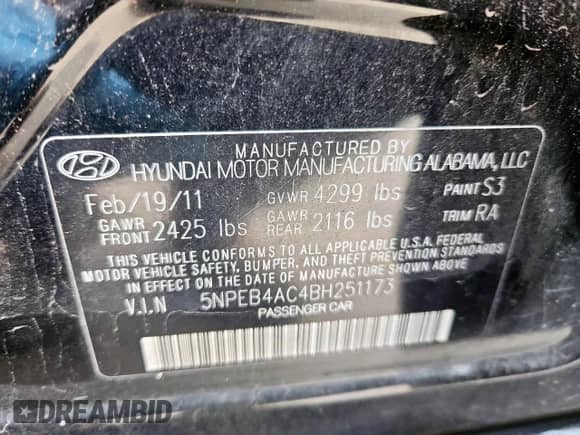 MANUFACTURED BY
HYUNDAI MOTOR MANUFACTURING ALABAMA, LLC
Feb/19/11 GVWR 4299 lbs PAINT S3
GAWR FRONT 2425 lbs GAWR REAR 2116 lbs TRIM RA
THIS VEHICLE CONFORMS TO ALL APPLICABLE U.S.A. FEDERAL
MOTOR VEHICLE SAFETY, BUMPER, AND THEFT PREVENTION STANDARDS
IN EFFECT ON THE DATE OF MANUFACTURE SHOWN ABOVE.
V.I.N 5NPEB4AC4BH251173
PASSENGER CAR
DREAMBID